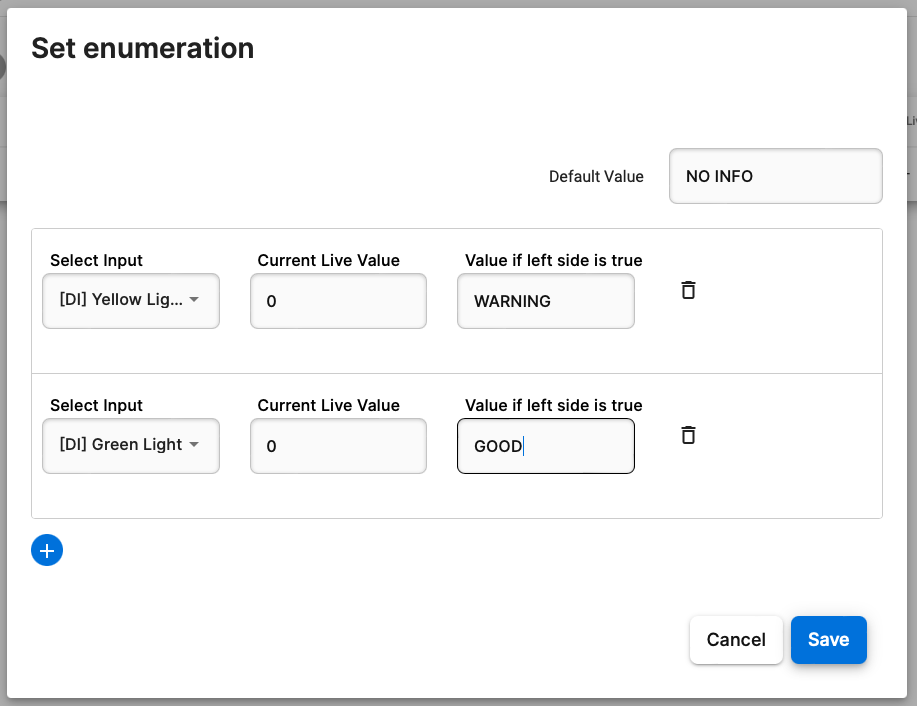 Set enumeration
Default Value NO INFO
Select Input Current Live Value Value if left side is true
[DI] Yellow Lig... 0 WARNING
Select Input Current Live Value Value if left side is true
[DI] Green Light 0 GOOD
Cancel Save